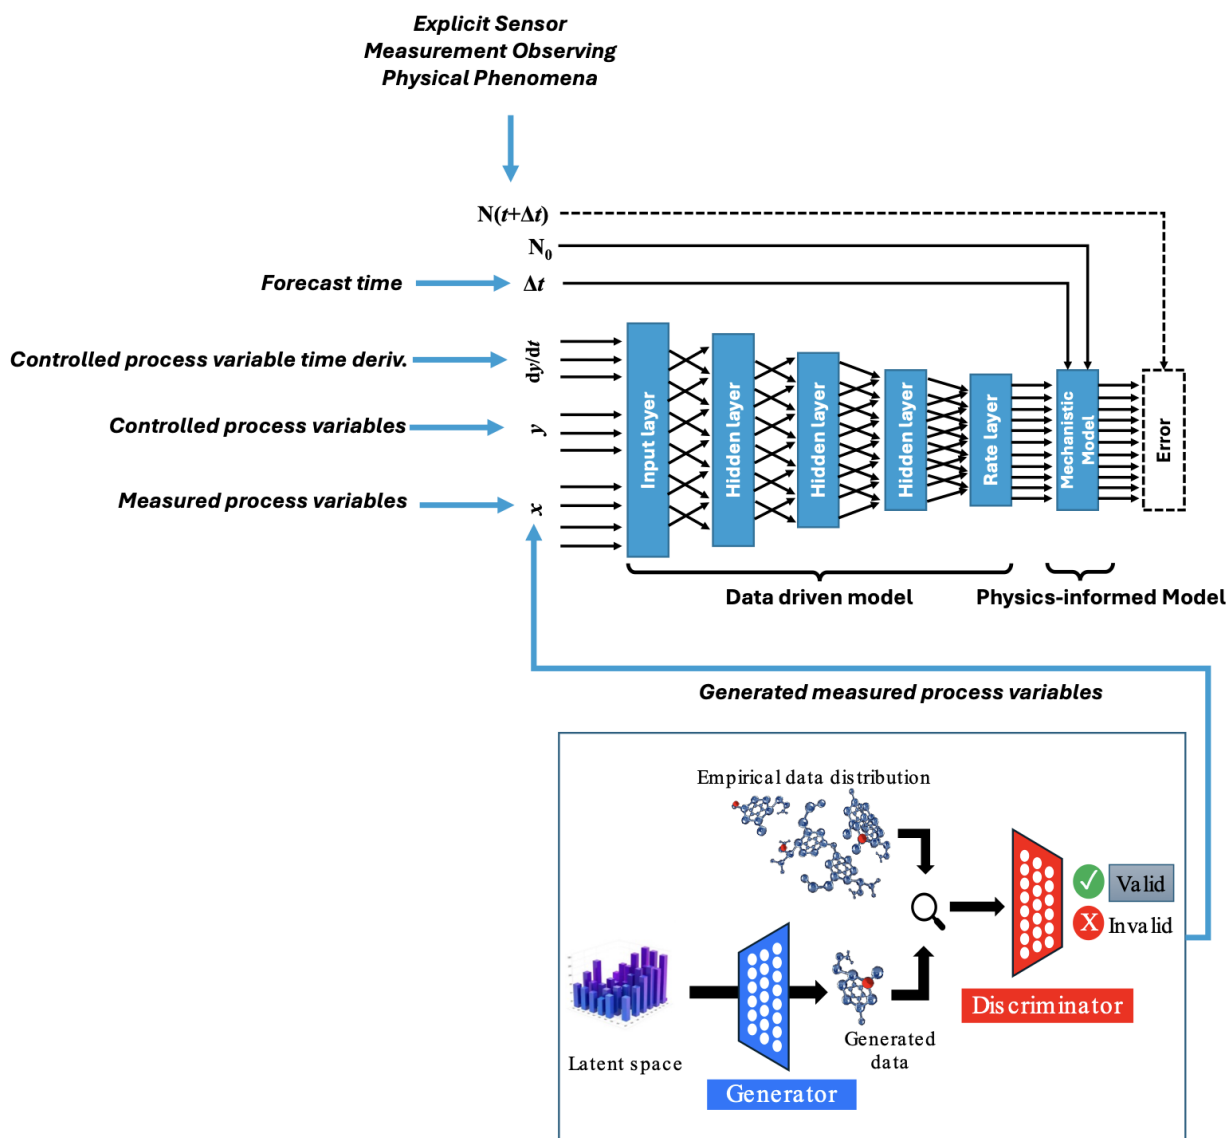 Explicit Sensor
Measurement Observing
Physical Phenomena
N(t+Δt)
N₀
Forecast time
Δt
Controlled process variable time deriv.
dy/dt
Controlled process variables
y
Measured process variables
x
Input layer
Hidden layer
Hidden layer
Hidden layer
Rate layer
Mechanistic
Model
Error
Data driven model
Physics-informed Model
Generated measured process variables
Empirical data distribution
Valid
X
Invalid
Discriminator
Latent space
Generated
data
Generator